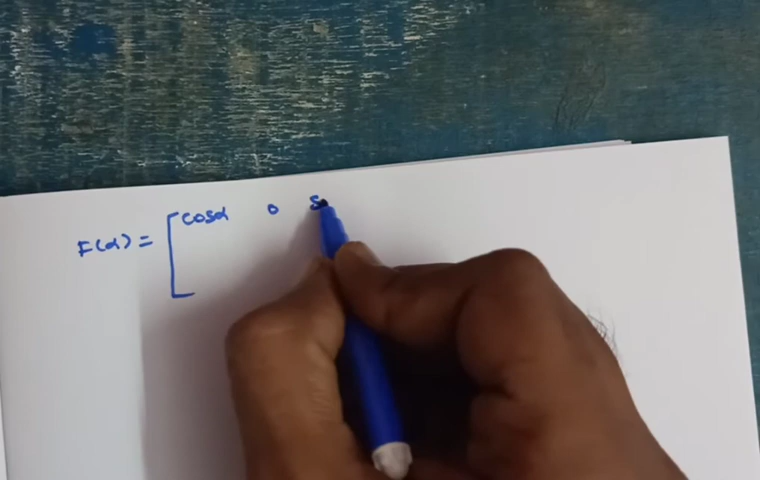 F(α) = [ cosα 0 s